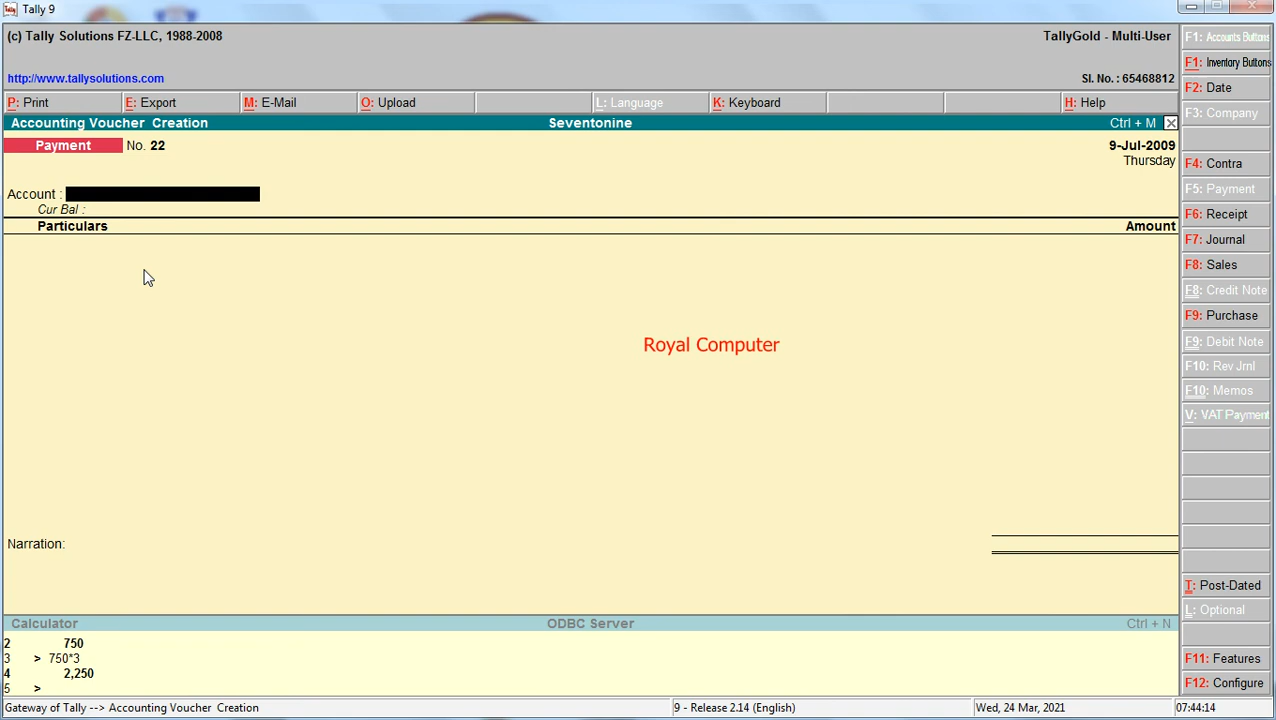 Tally 9
(c) Tally Solutions FZ-LLC, 1988-2008
TallyGold - Multi-User
http://www.tallysolutions.com
Sl. No. : 65468812
P: Print
E: Export
M: E-Mail
O: Upload
L: Language
K: Keyboard
H: Help
Accounting Voucher Creation
Seventonine
Ctrl + M
Payment No. 22
9-Jul-2009
Thursday
Account :
Cur Bal :
Particulars
Amount
Royal Computer
Narration:
Calculator
ODBC Server
Ctrl + N
2 750
3 > 750*3
4 2,250
5 >
Gateway of Tally --> Accounting Voucher Creation
9 - Release 2.14 (English)
Wed, 24 Mar, 2021
07:44:14
F1: Accounts Buttons
F1: Inventory Buttons
F2: Date
F3: Company
F4: Contra
F5: Payment
F6: Receipt
F7: Journal
F8: Sales
F8: Credit Note
F9: Purchase
F9: Debit Note
F10: Rev Jrnl
F10: Memos
V: VAT Payment
T: Post-Dated
L: Optional
F11: Features
F12: Configure